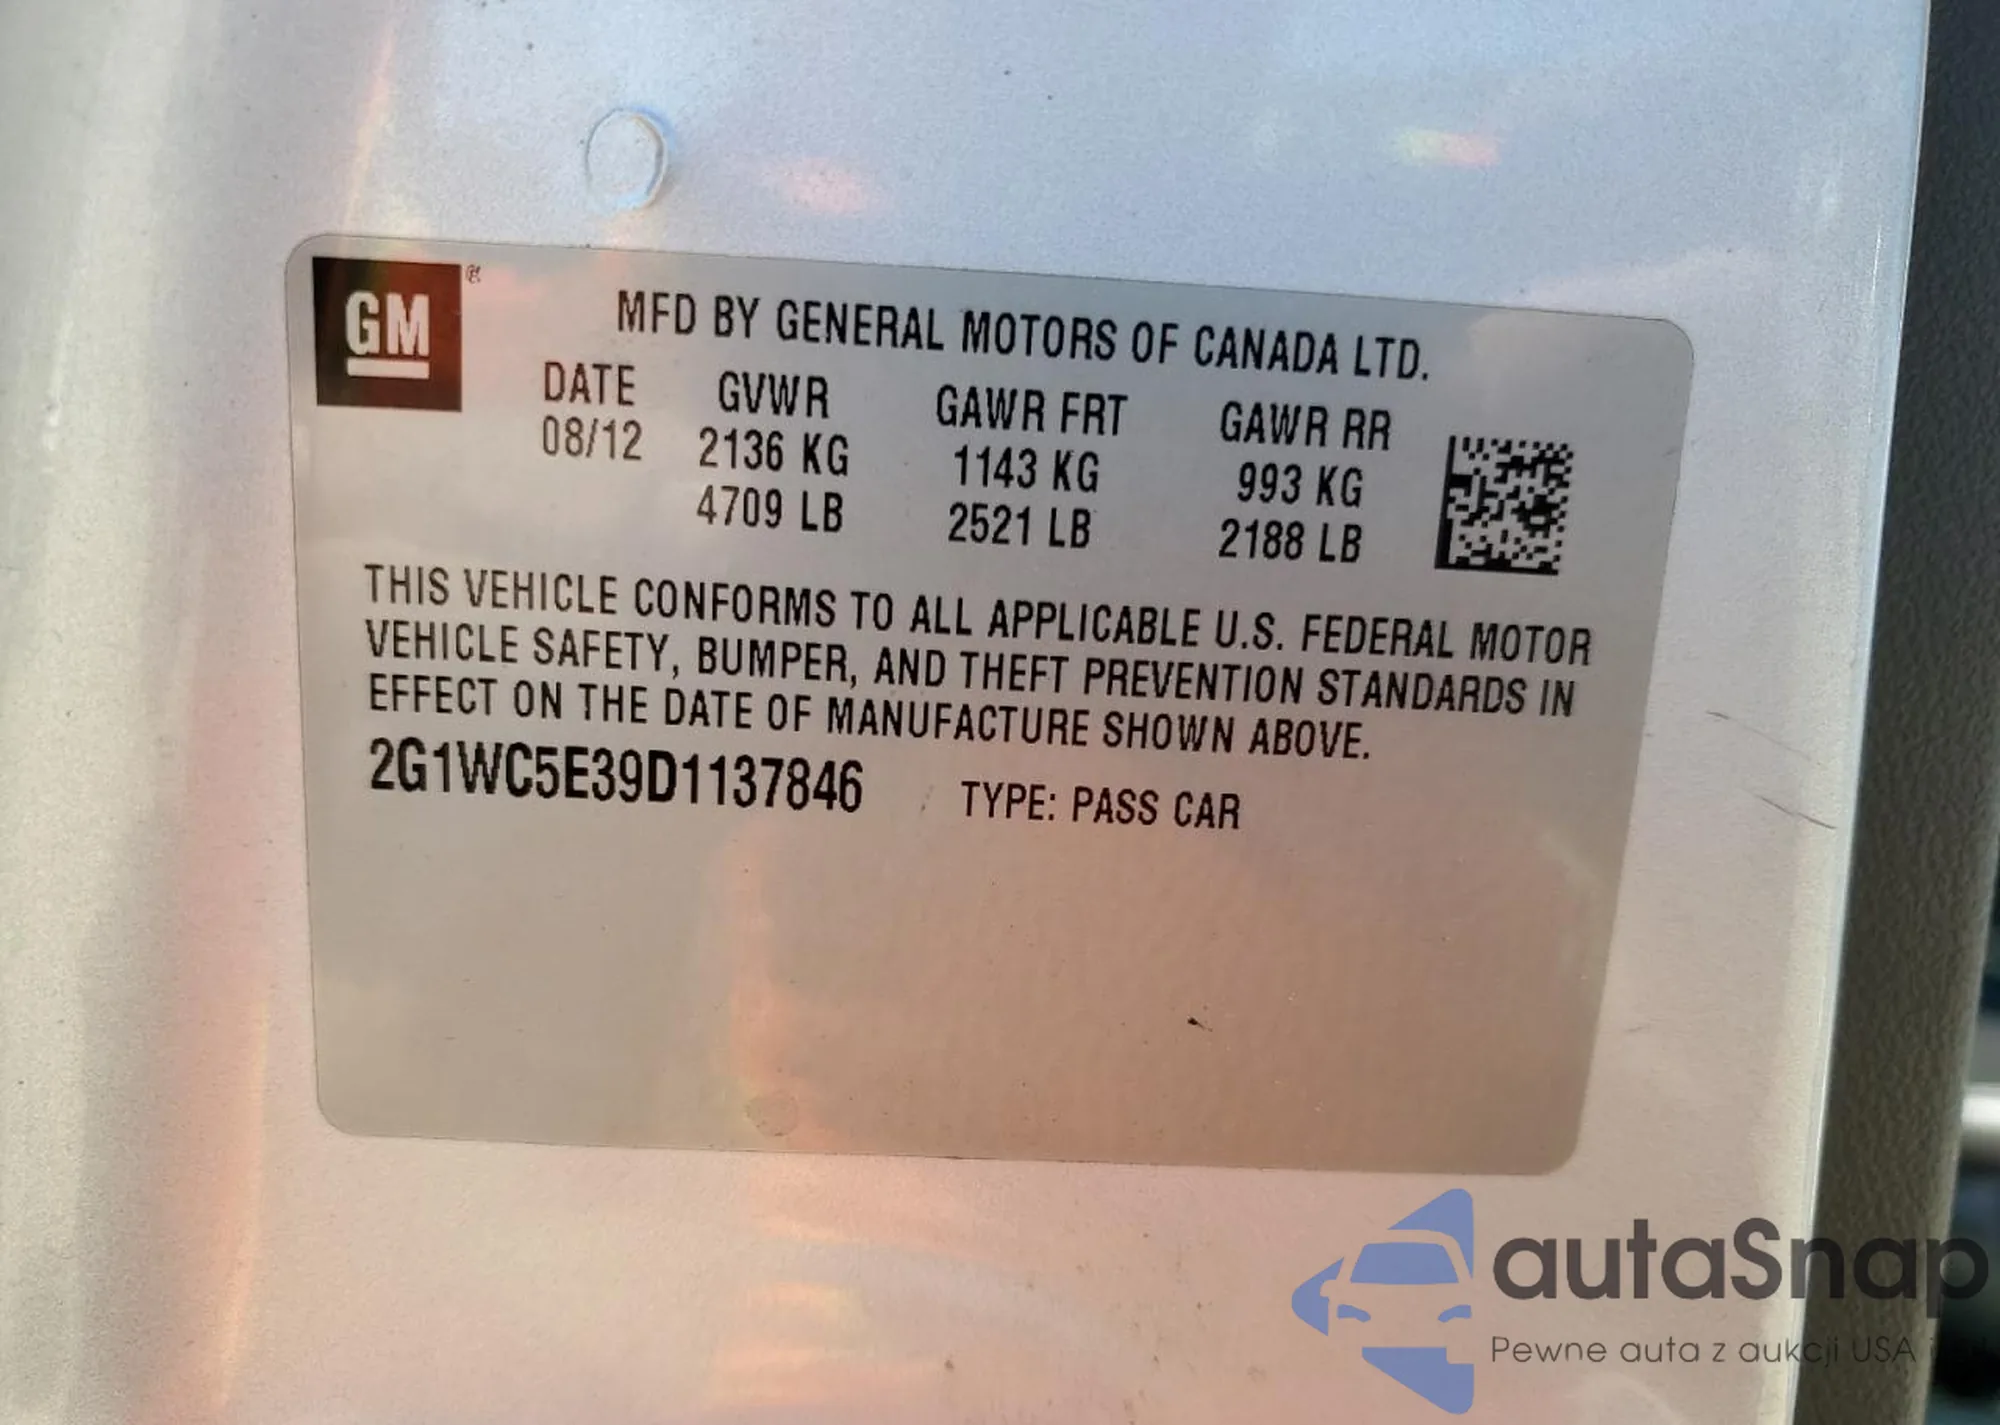 GM®
MFD BY GENERAL MOTORS OF CANADA LTD.
DATE GVWR GAWR FRT GAWR RR
08/12 2136 KG 1143 KG 993 KG
4709 LB 2521 LB 2188 LB
THIS VEHICLE CONFORMS TO ALL APPLICABLE U.S. FEDERAL MOTOR
VEHICLE SAFETY, BUMPER, AND THEFT PREVENTION STANDARDS IN
EFFECT ON THE DATE OF MANUFACTURE SHOWN ABOVE.
2G1WC5E39D1137846 TYPE: PASS CAR
autaSnap
Pewne auta z aukcji USA